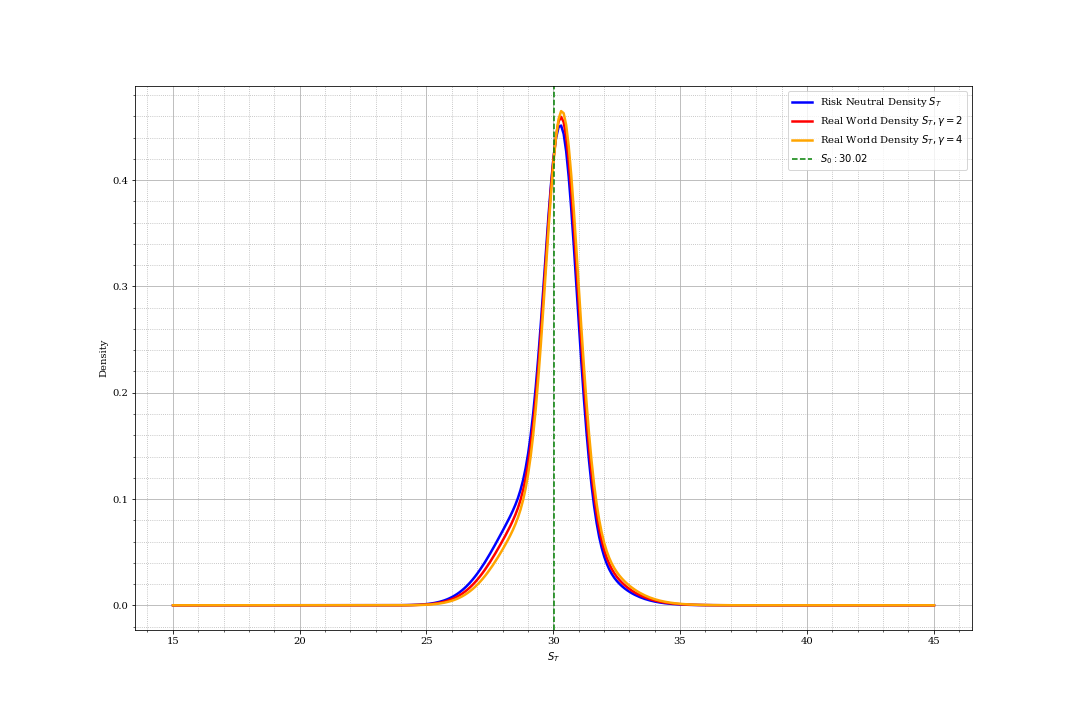 Risk Neutral Density S_T
Real World Density S_T, γ = 2
Real World Density S_T, γ = 4
S_0 : 30.02
0.4
0.3
0.2
0.1
0.0
Density
15 20 25 30 35 40 45
S_T